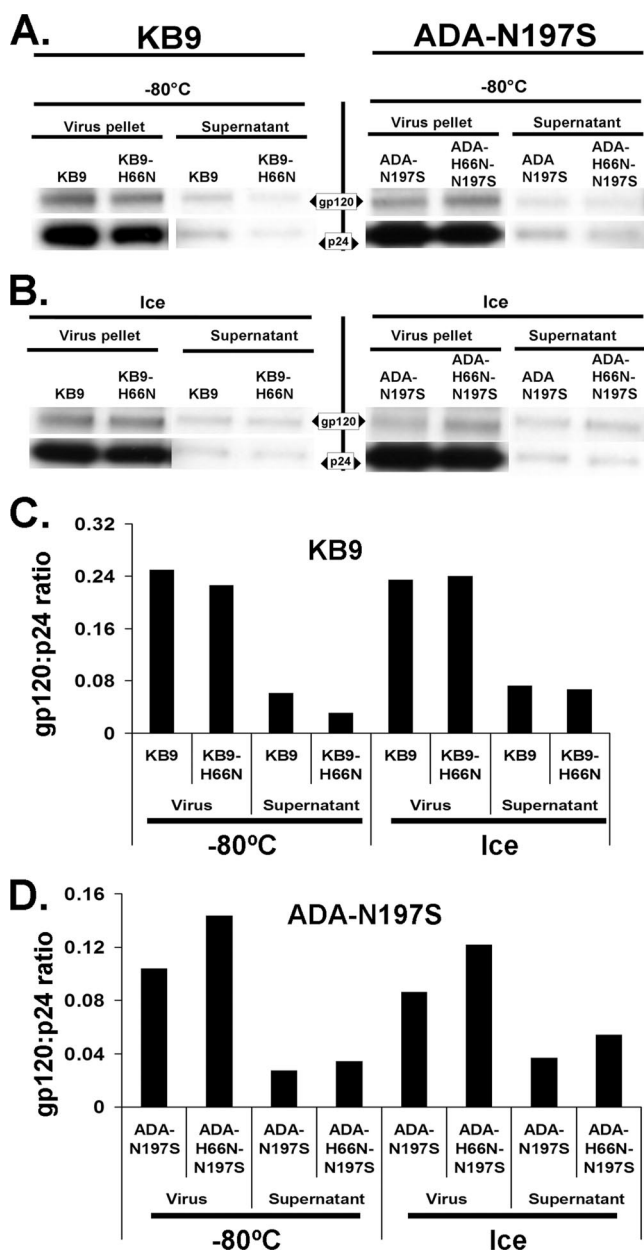 A. KB9 ADA-N197S
-80°C -80°C
Virus pellet Supernatant Virus pellet Supernatant
KB9 KB9-H66N KB9 KB9-H66N ADA-N197S ADA-H66N-N197S ADA N197S ADA-H66N-N197S
gp120
p24
B. Ice Ice
Virus pellet Supernatant Virus pellet Supernatant
KB9 KB9-H66N KB9 KB9-H66N ADA-N197S ADA-H66N-N197S ADA N197S ADA-H66N-N197S
gp120
p24
C.
KB9
gp120:p24 ratio
0.32
0.24
0.16
0.08
0
KB9 KB9-H66N KB9 KB9-H66N KB9 KB9-H66N KB9 KB9-H66N
Virus Supernatant Virus Supernatant
-80ºC Ice
D.
ADA-N197S
gp120:p24 ratio
0.16
0.12
0.08
0.04
0
ADA-N197S ADA-H66N-N197S ADA-N197S ADA-H66N-N197S ADA-N197S ADA-H66N-N197S ADA-N197S ADA-H66N-N197S
Virus Supernatant Virus Supernatant
-80ºC Ice